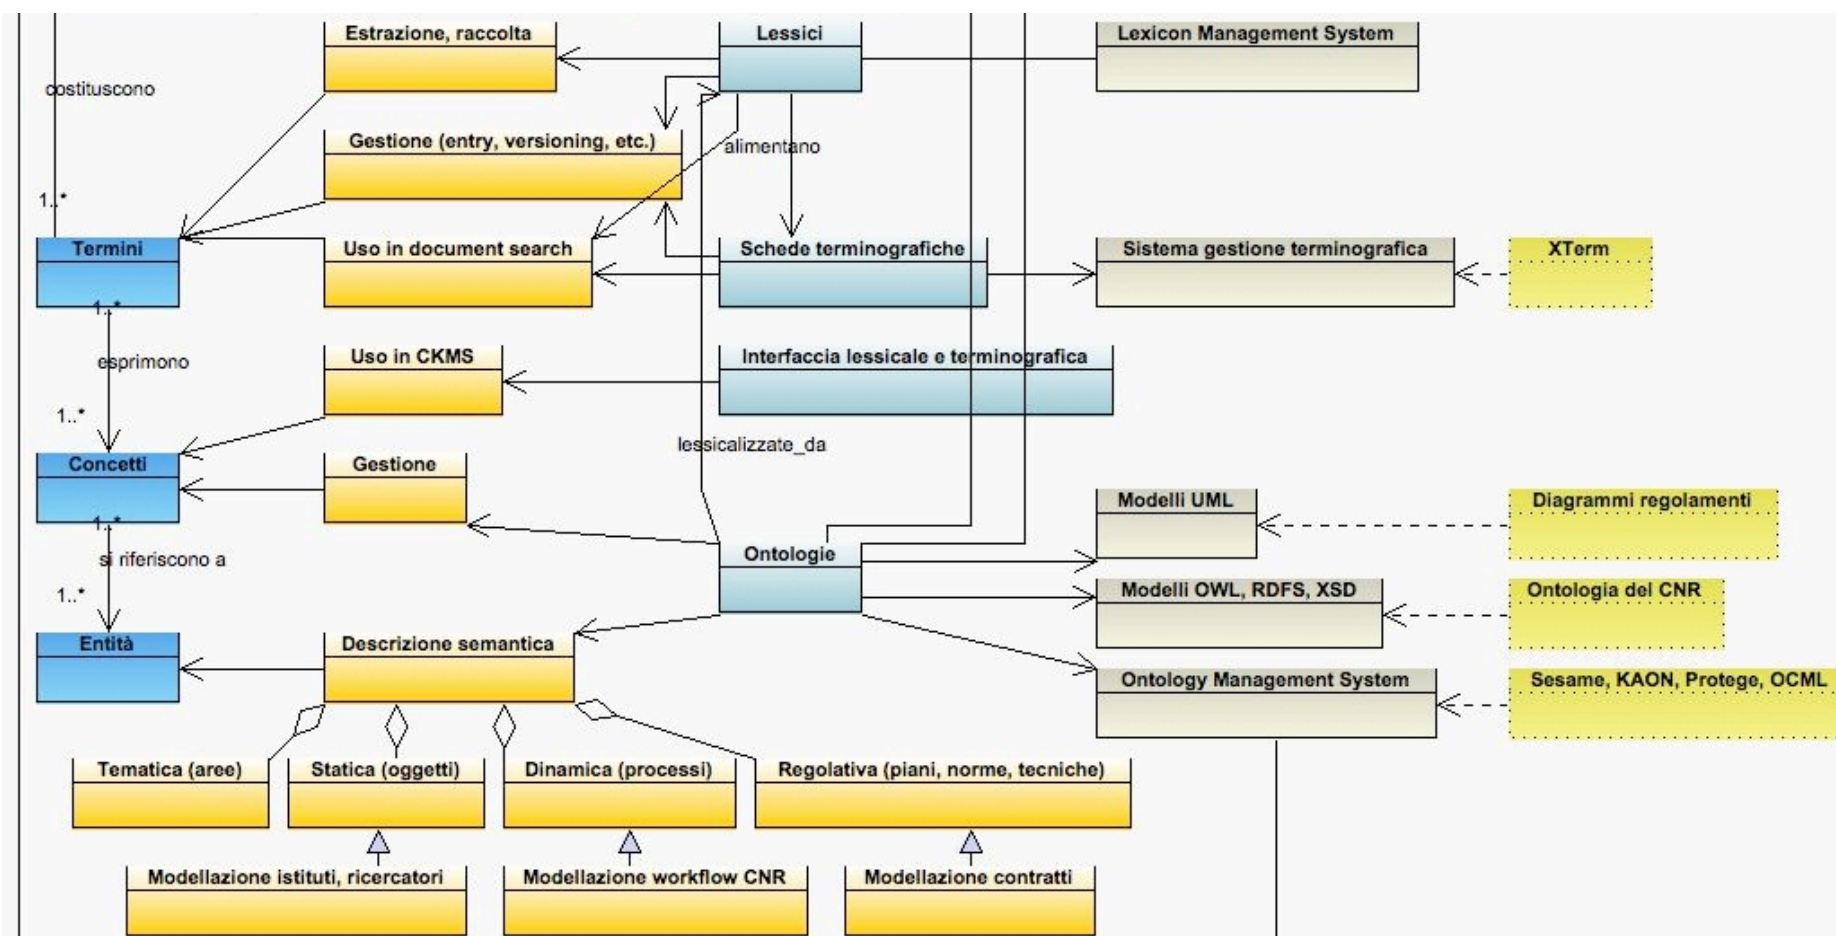 Estrazione, raccolta
Lessici
Lexicon Management System
costituscono
Gestione (entry, versioning, etc.)
alimentano
1..*
Termini
Uso in document search
Schede terminografiche
Sistema gestione terminografica
XTerm
1..*
esprimono
Uso in CKMS
Interfaccia lessicale e terminografica
1..*
lessicalizzate_da
Concetti
Gestione
Modelli UML
Diagrammi regolamenti
1..*
si riferiscono a
Ontologie
1..*
Modelli OWL, RDFS, XSD
Ontologia del CNR
Entità
Descrizione semantica
Ontology Management System
Sesame, KAON, Protege, OCML
Tematica (aree)
Statica (oggetti)
Dinamica (processi)
Regolativa (piani, norme, tecniche)
Modellazione istituti, ricercatori
Modellazione workflow CNR
Modellazione contratti